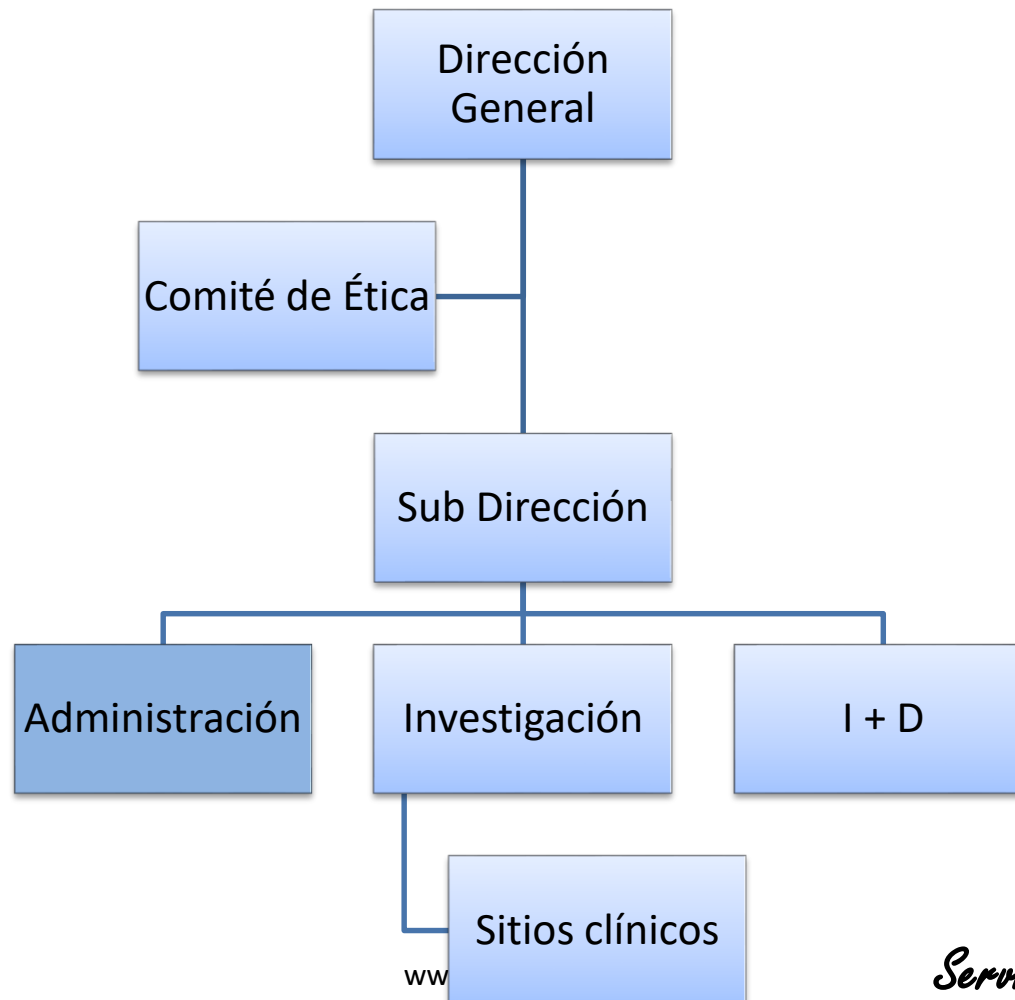 Dirección
General
Comité de Ética
Sub Dirección
Administración
Investigación
I + D
Sitios clínicos